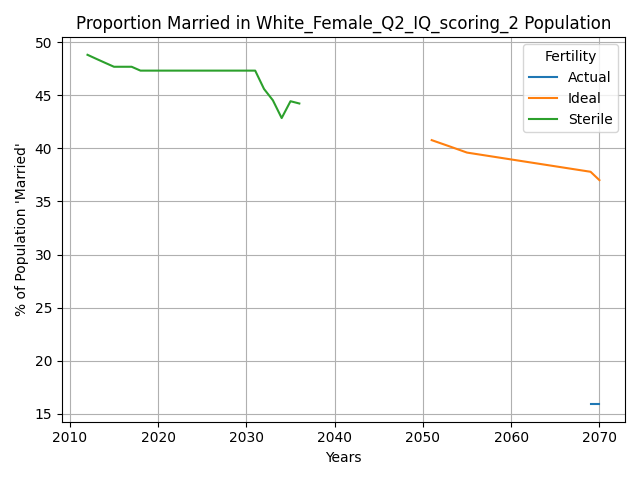 Proportion Married in White_Female_Q2_IQ_scoring_2 Population
50
45
40
35
30
25
20
15
% of Population 'Married'
Fertility
Actual
Ideal
Sterile
2010 2020 2030 2040 2050 2060 2070
Years